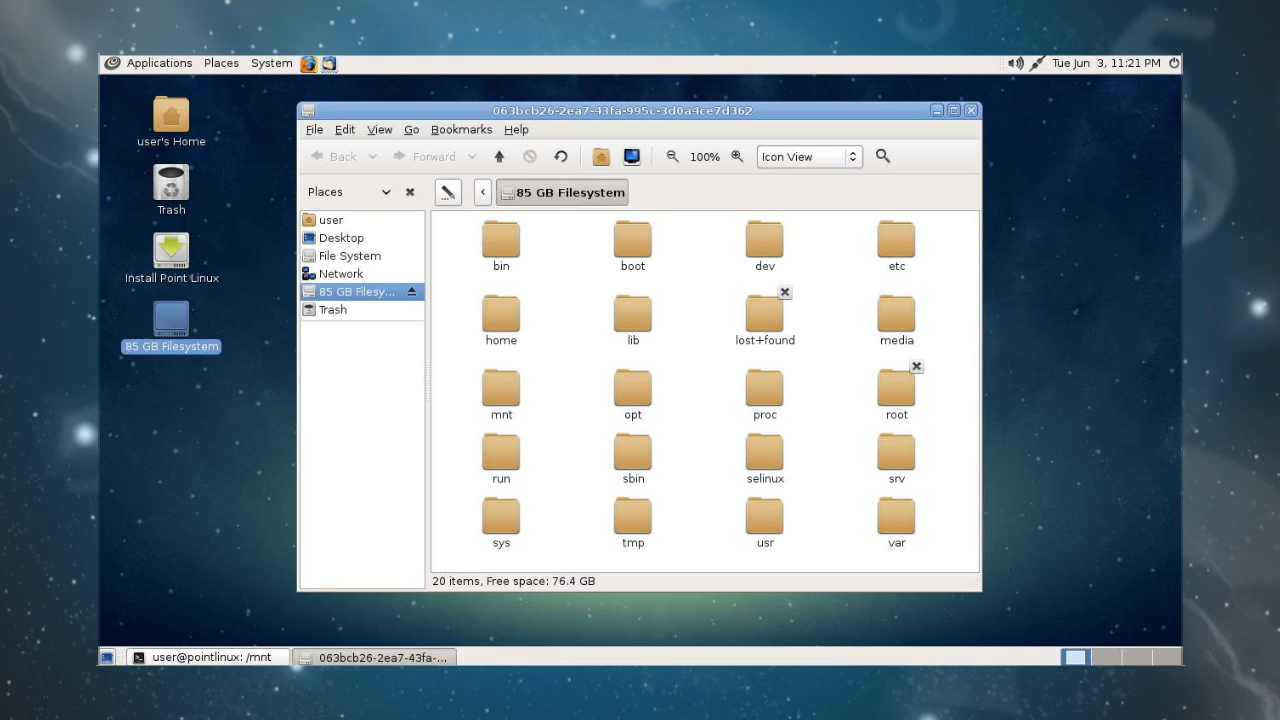 Applications Places System Tue Jun 3, 11:21 PM
user's Home
Trash
Install Point Linux
85 GB Filesystem
063bcb26-2ea7-43fa-995c-3d0a4ce7d362
File Edit View Go Bookmarks Help
Back Forward 100% Icon View
Places 85 GB Filesystem
user
Desktop
File System
Network
85 GB Filesy...
Trash
bin boot dev etc
home lib lost+found media
mnt opt proc root
run sbin selinux srv
sys tmp usr var
20 items, Free space: 76.4 GB
user@pointlinux: /mnt 063bcb26-2ea7-43fa-...